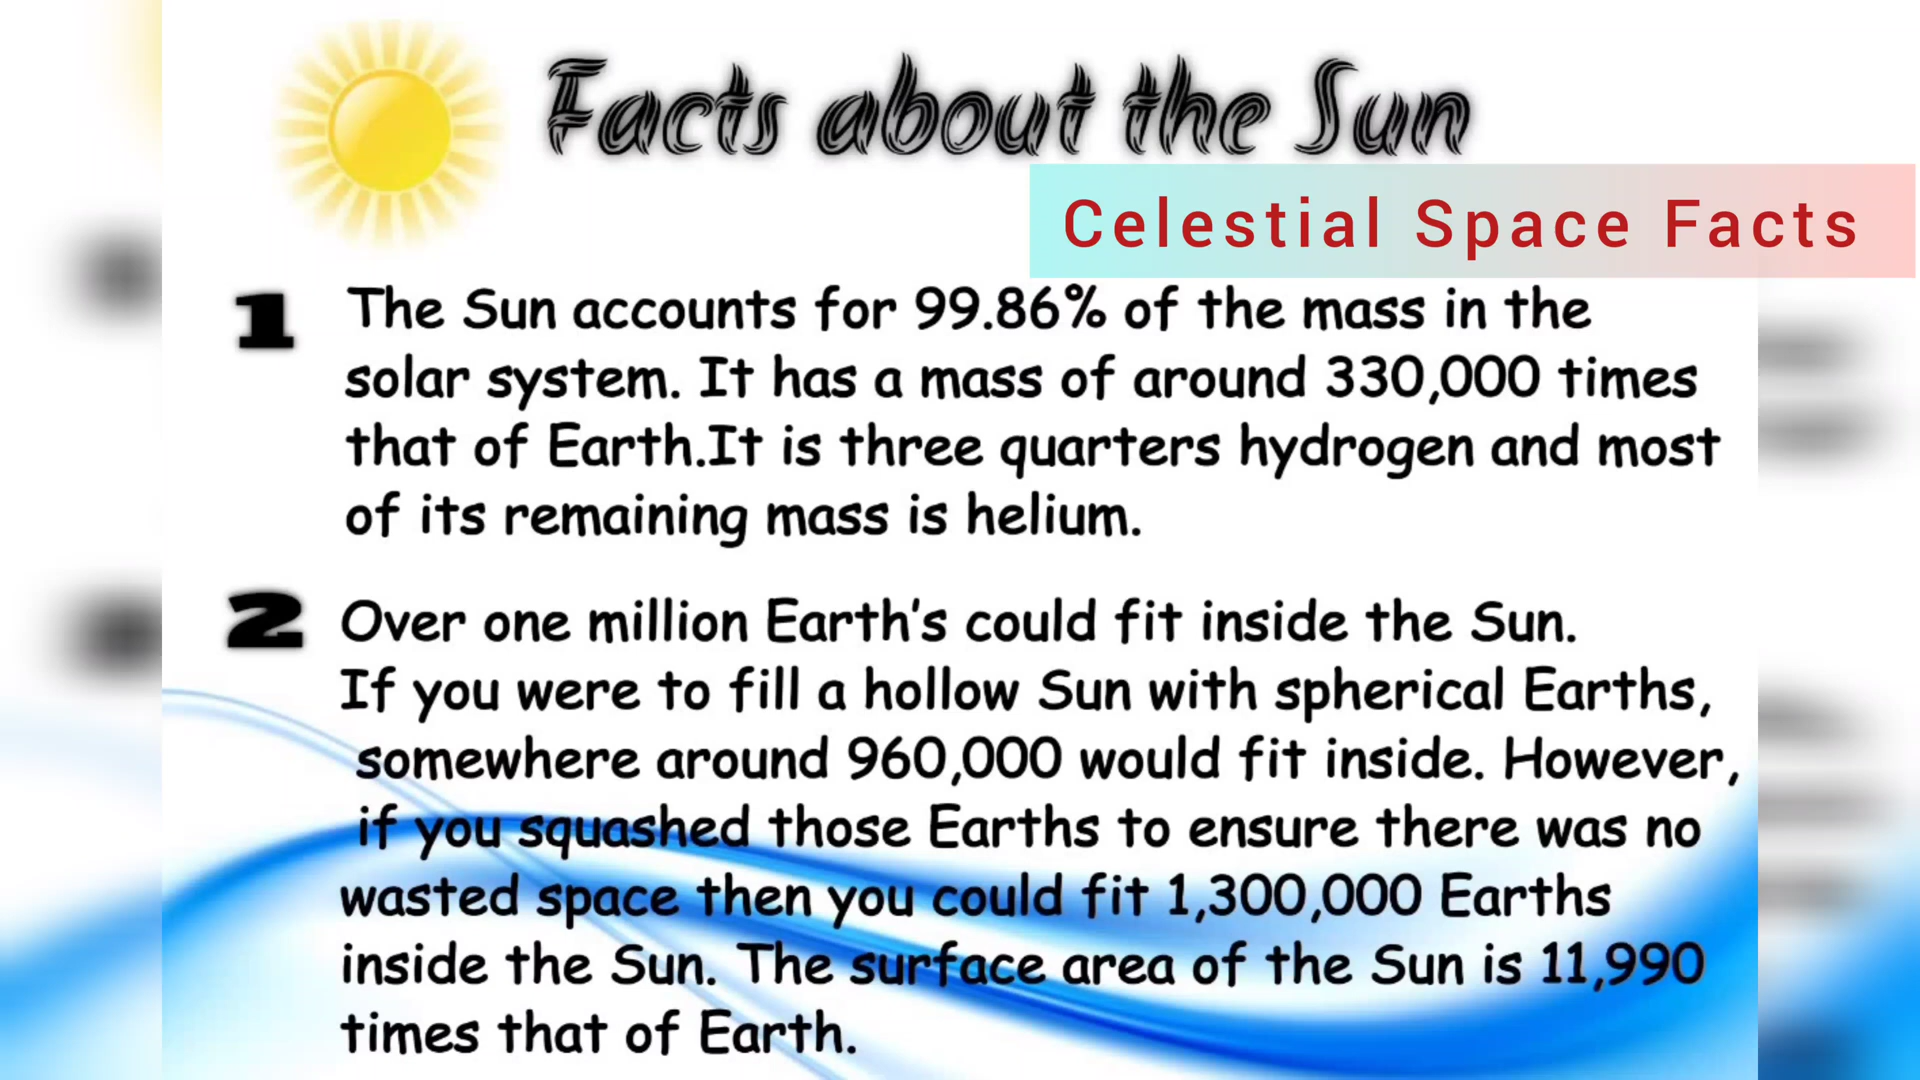 Facts about the Sun
Celestial Space Facts
1 The Sun accounts for 99.86% of the mass in the
solar system. It has a mass of around 330,000 times
that of Earth.It is three quarters hydrogen and most
of its remaining mass is helium.
2 Over one million Earth's could fit inside the Sun.
If you were to fill a hollow Sun with spherical Earths,
somewhere around 960,000 would fit inside. However,
if you squashed those Earths to ensure there was no
wasted space then you could fit 1,300,000 Earths
inside the Sun. The surface area of the Sun is 11,990
times that of Earth.